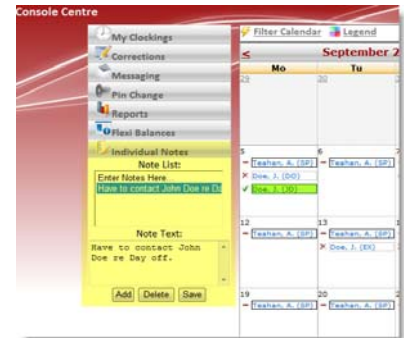 Console Centre
My Clockings
Corrections
Messaging
Pin Change
Reports
Flexi Balances
Individual Notes
Note List:
Enter Notes Here
Have to contact John Doe re Da
Note Text:
Have to contact John
Doe re Day off.
Add Delete Save
Filter Calendar Legend
< September 2
Mo Tu
29 30
5 6 7
Teahan, A. (SP) Teahan, A. (SP)
Doe, J. (DO)
Doe, J. (JD)
12 13
Teahan, A. (SP) Teahan, A. (SP)
Doe, J. (EX)
19 20
Teahan, A. (SP) Teahan, A. (SP)